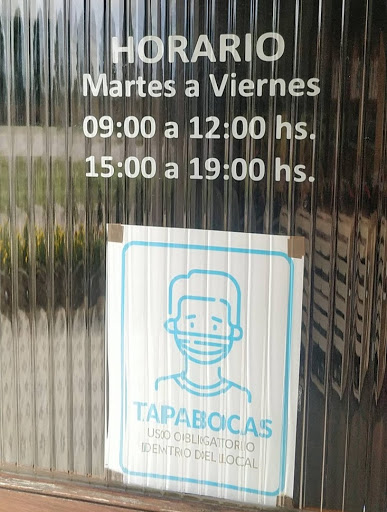 HORARIO
Martes a Viernes
09:00 a 12:00 hs.
15:00 a 19:00 hs.
TAPABOCAS
USO OBLIGATORIO
DENTRO DEL LOCAL